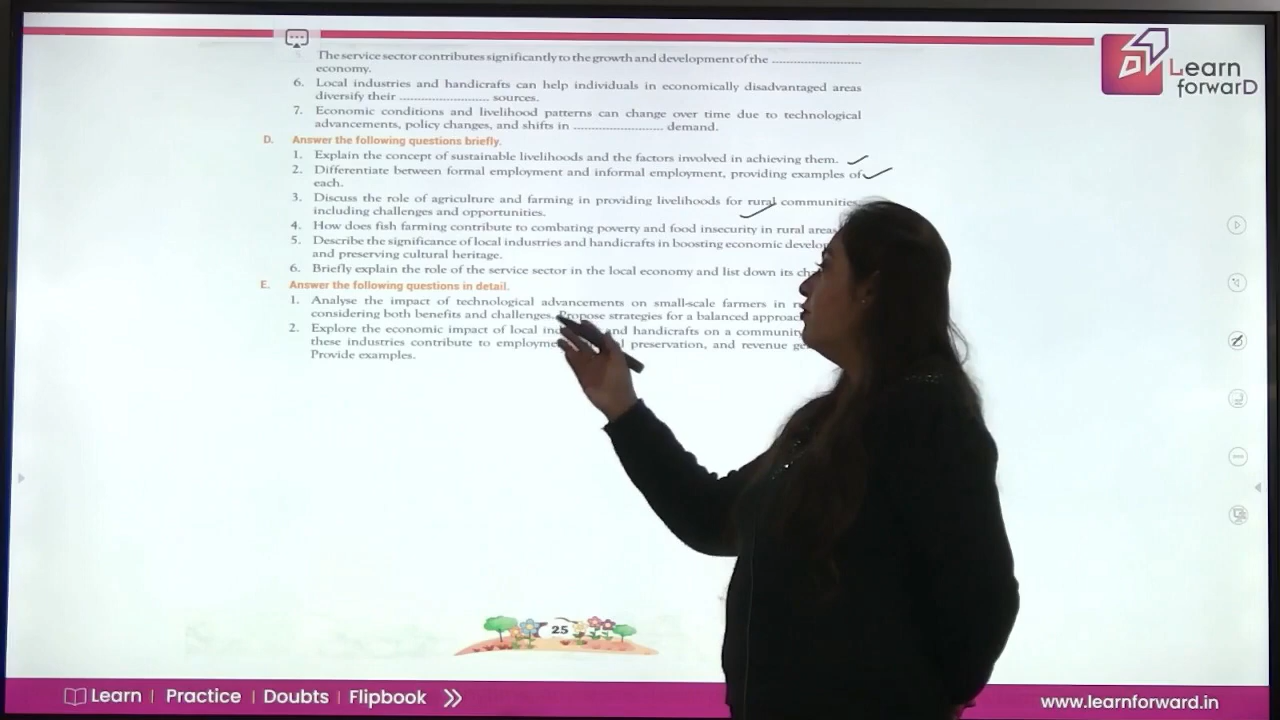 The service sector contributes significantly to the growth and development of the ........................
economy.
6. Local industries and handicrafts can help individuals in economically disadvantaged areas
diversify their ........................ sources.
7. Economic conditions and livelihood patterns can change over time due to technological
advancements, policy changes, and shifts in ........................ demand.
D. Answer the following questions briefly.
1. Explain the concept of sustainable livelihoods and the factors involved in achieving them.
2. Differentiate between formal employment and informal employment, providing examples of
each.
3. Discuss the role of agriculture and farming in providing livelihoods for rural communities
including challenges and opportunities.
4. How does fish farming contribute to combating poverty and food insecurity in rural areas
5. Describe the significance of local industries and handicrafts in boosting economic
and preserving cultural heritage.
6. Briefly explain the role of the service sector in the local economy and list down its
E. Answer the following questions in detail.
1. Analyse the impact of technological advancements on small-scale farmers in
considering both benefits and challenges. Propose strategies for a balanced
2. Explore the economic impact of local and handicrafts on a community
these industries contribute to preservation, and revenue
Provide examples.
25
Learn
forwarD
Learn | Practice | Doubts | Flipbook
www.learnforward.in